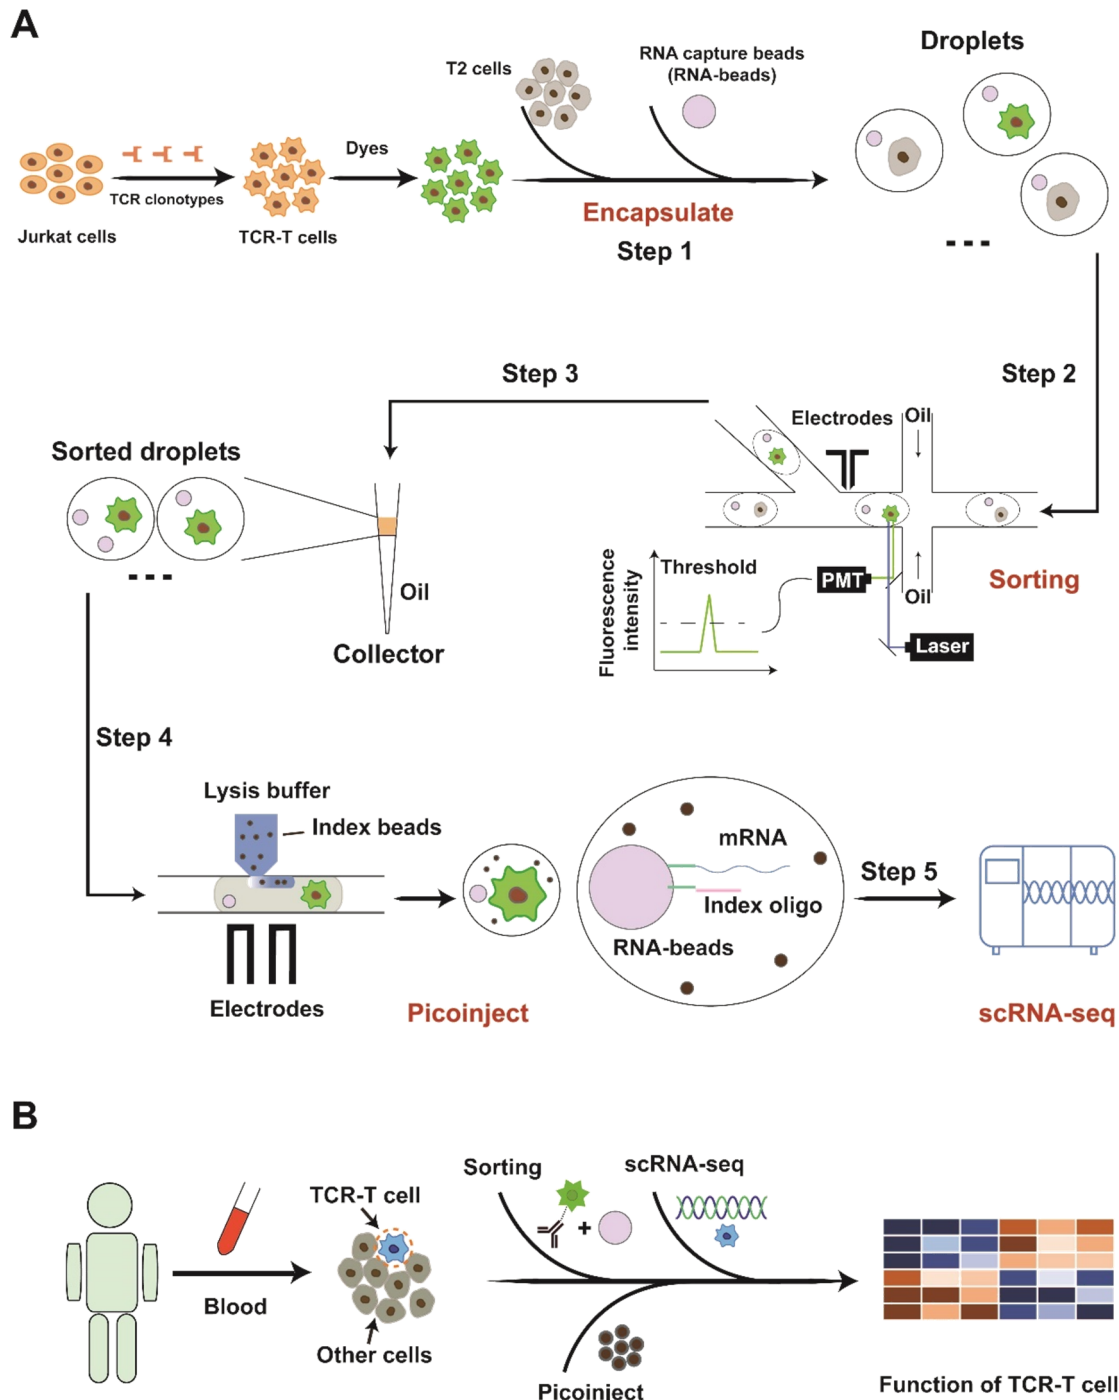 A
T2 cells
RNA capture beads
(RNA-beads)
Droplets
Dyes
TCR clonotypes
Jurkat cells
TCR-T cells
Encapsulate
Step 1
Step 3
Step 2
Electrodes
Oil
Sorted droplets
Threshold
Fluorescence
intensity
PMT
Oil
Sorting
Oil
Laser
Collector
Step 4
Lysis buffer
Index beads
mRNA
Step 5
Index oligo
RNA-beads
Electrodes
Picoinject
scRNA-seq
B
Sorting
scRNA-seq
TCR-T cell
Blood
Other cells
Picoinject
Function of TCR-T cell